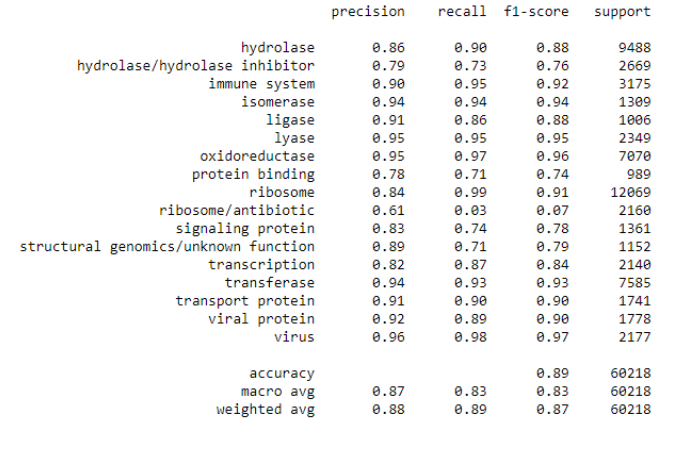 precision recall f1-score support
hydrolase 0.86 0.90 0.88 9488
hydrolase/hydrolase inhibitor 0.79 0.73 0.76 2669
immune system 0.90 0.95 0.92 3175
isomerase 0.94 0.94 0.94 1309
ligase 0.91 0.86 0.88 1006
lyase 0.95 0.95 0.95 2349
oxidoreductase 0.95 0.97 0.96 7070
protein binding 0.78 0.71 0.74 989
ribosome 0.84 0.99 0.91 12069
ribosome/antibiotic 0.61 0.03 0.07 2160
signaling protein 0.83 0.74 0.78 1361
structural genomics/unknown function 0.89 0.71 0.79 1152
transcription 0.82 0.87 0.84 2140
transferase 0.94 0.93 0.93 7585
transport protein 0.91 0.90 0.90 1741
viral protein 0.92 0.89 0.90 1778
virus 0.96 0.98 0.97 2177
accuracy 0.89 60218
macro avg 0.87 0.83 0.83 60218
weighted avg 0.88 0.89 0.87 60218